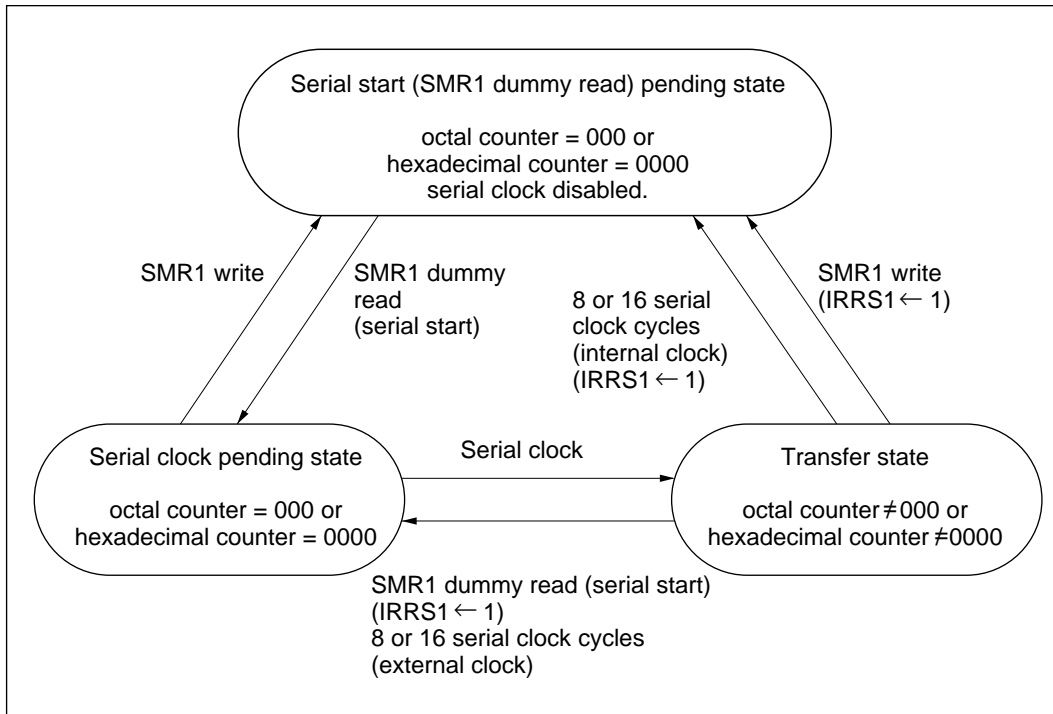 Serial start (SMR1 dummy read) pending state
octal counter = 000 or
hexadecimal counter = 0000
serial clock disabled.
SMR1 write
SMR1 dummy
read
(serial start)
8 or 16 serial
clock cycles
(internal clock)
(IRRS1 ← 1)
SMR1 write
(IRRS1 ← 1)
Serial clock pending state
octal counter = 000 or
hexadecimal counter = 0000
Serial clock
Transfer state
octal counter ≠ 000 or
hexadecimal counter ≠ 0000
SMR1 dummy read (serial start)
(IRRS1 ← 1)
8 or 16 serial clock cycles
(external clock)